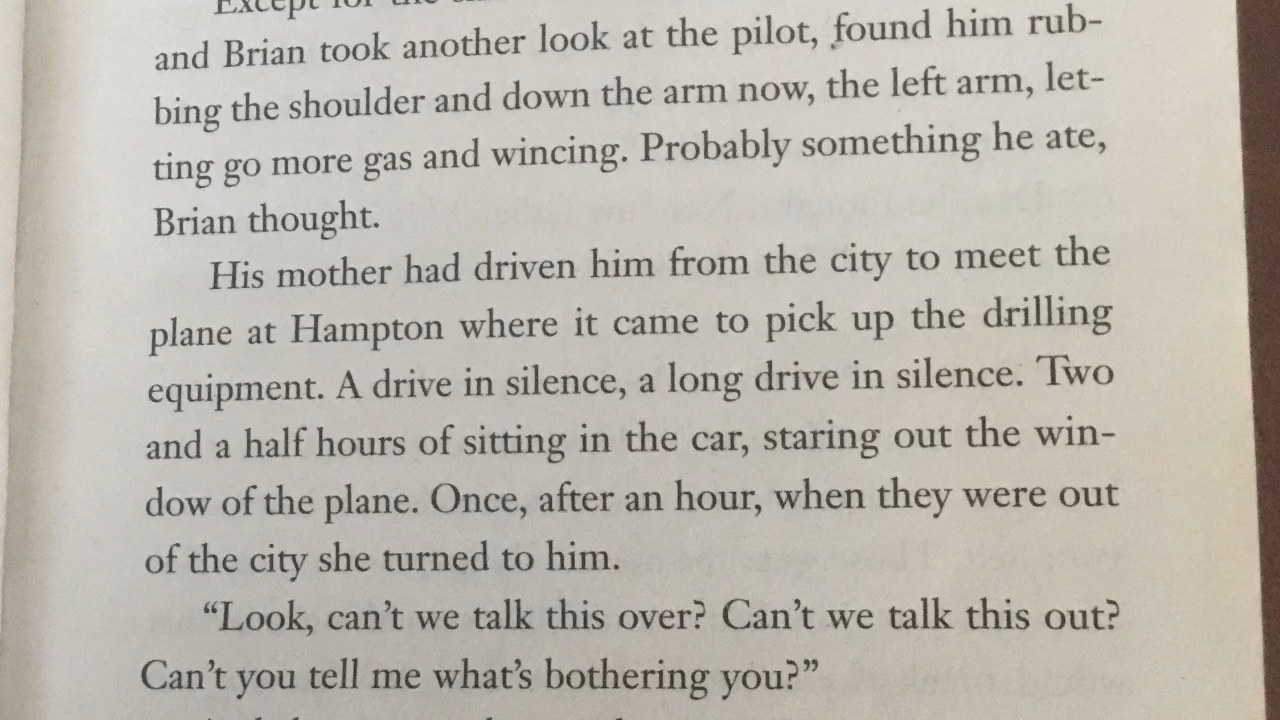 Except for the
and Brian took another look at the pilot, found him rub-
bing the shoulder and down the arm now, the left arm, let-
ting go more gas and wincing. Probably something he ate,
Brian thought.
His mother had driven him from the city to meet the
plane at Hampton where it came to pick up the drilling
equipment. A drive in silence, a long drive in silence. Two
and a half hours of sitting in the car, staring out the win-
dow of the plane. Once, after an hour, when they were out
of the city she turned to him.
“Look, can’t we talk this over? Can’t we talk this out?
Can’t you tell me what’s bothering you?”